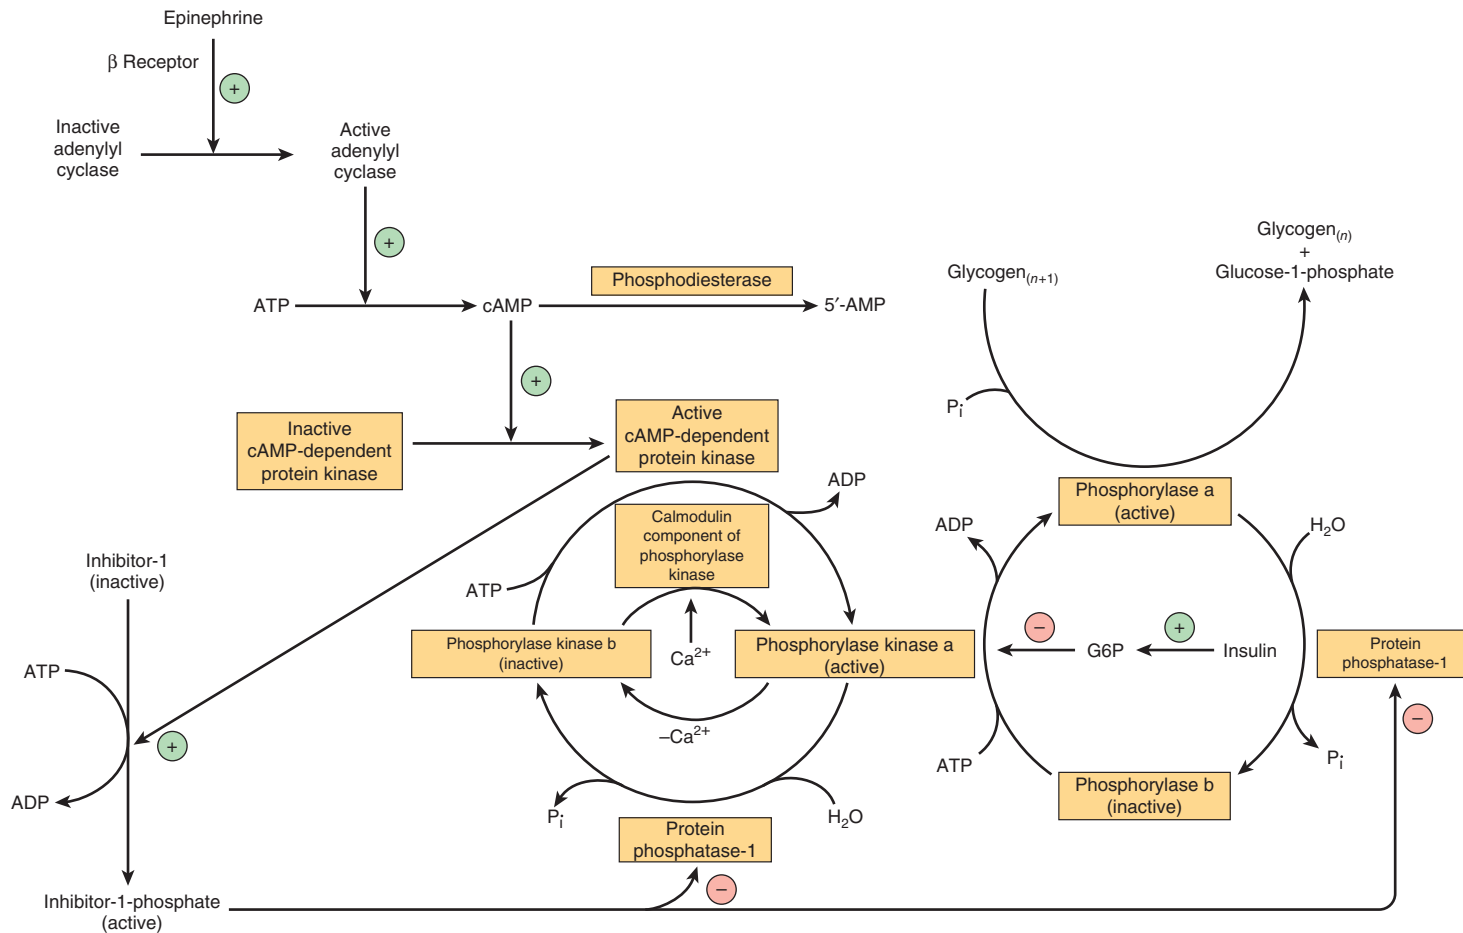 Epinephrine
β Receptor
+
Inactive
adenylyl
cyclase
Active
adenylyl
cyclase
+
ATP
cAMP
Phosphodiesterase
5′-AMP
+
Inactive
cAMP-dependent
protein kinase
Active
cAMP-dependent
protein kinase
Glycogen(n+1)
Glycogen(n)
+
Glucose-1-phosphate
Pi
Phosphorylase a
(active)
ADP
H2O
ADP
Calmodulin
component of
phosphorylase
kinase
ATP
Phosphorylase kinase b
(inactive)
Ca2+
Phosphorylase kinase a
(active)
–Ca2+
Pi
H2O
Protein
phosphatase-1
−
−
G6P
+
Insulin
Protein
phosphatase-1
−
ATP
Pi
Phosphorylase b
(inactive)
Inhibitor-1
(inactive)
ATP
+
ADP
Inhibitor-1-phosphate
(active)